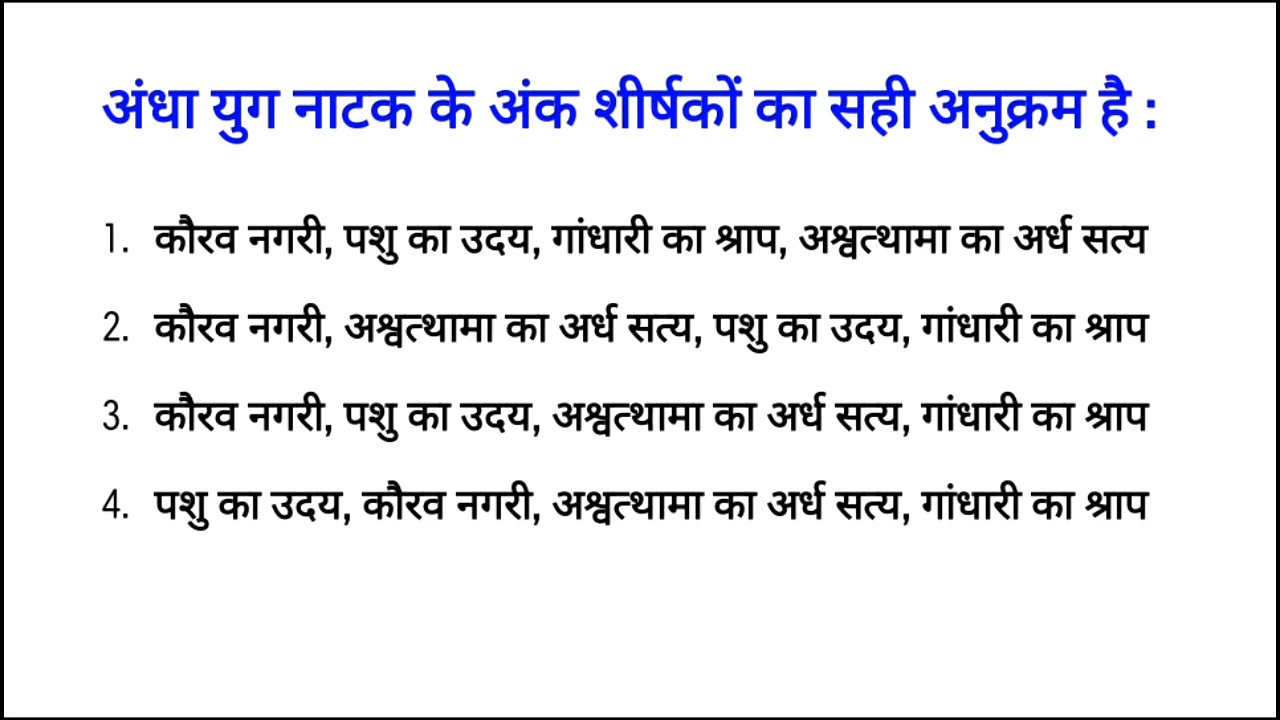 अंधा युग नाटक के अंक शीर्षकों का सही अनुक्रम है :
1. कौरव नगरी, पशु का उदय, गांधारी का श्राप, अश्वत्थामा का अर्ध सत्य
2. कौरव नगरी, अश्वत्थामा का अर्ध सत्य, पशु का उदय, गांधारी का श्राप
3. कौरव नगरी, पशु का उदय, अश्वत्थामा का अर्ध सत्य, गांधारी का श्राप
4. पशु का उदय, कौरव नगरी, अश्वत्थामा का अर्ध सत्य, गांधारी का श्राप